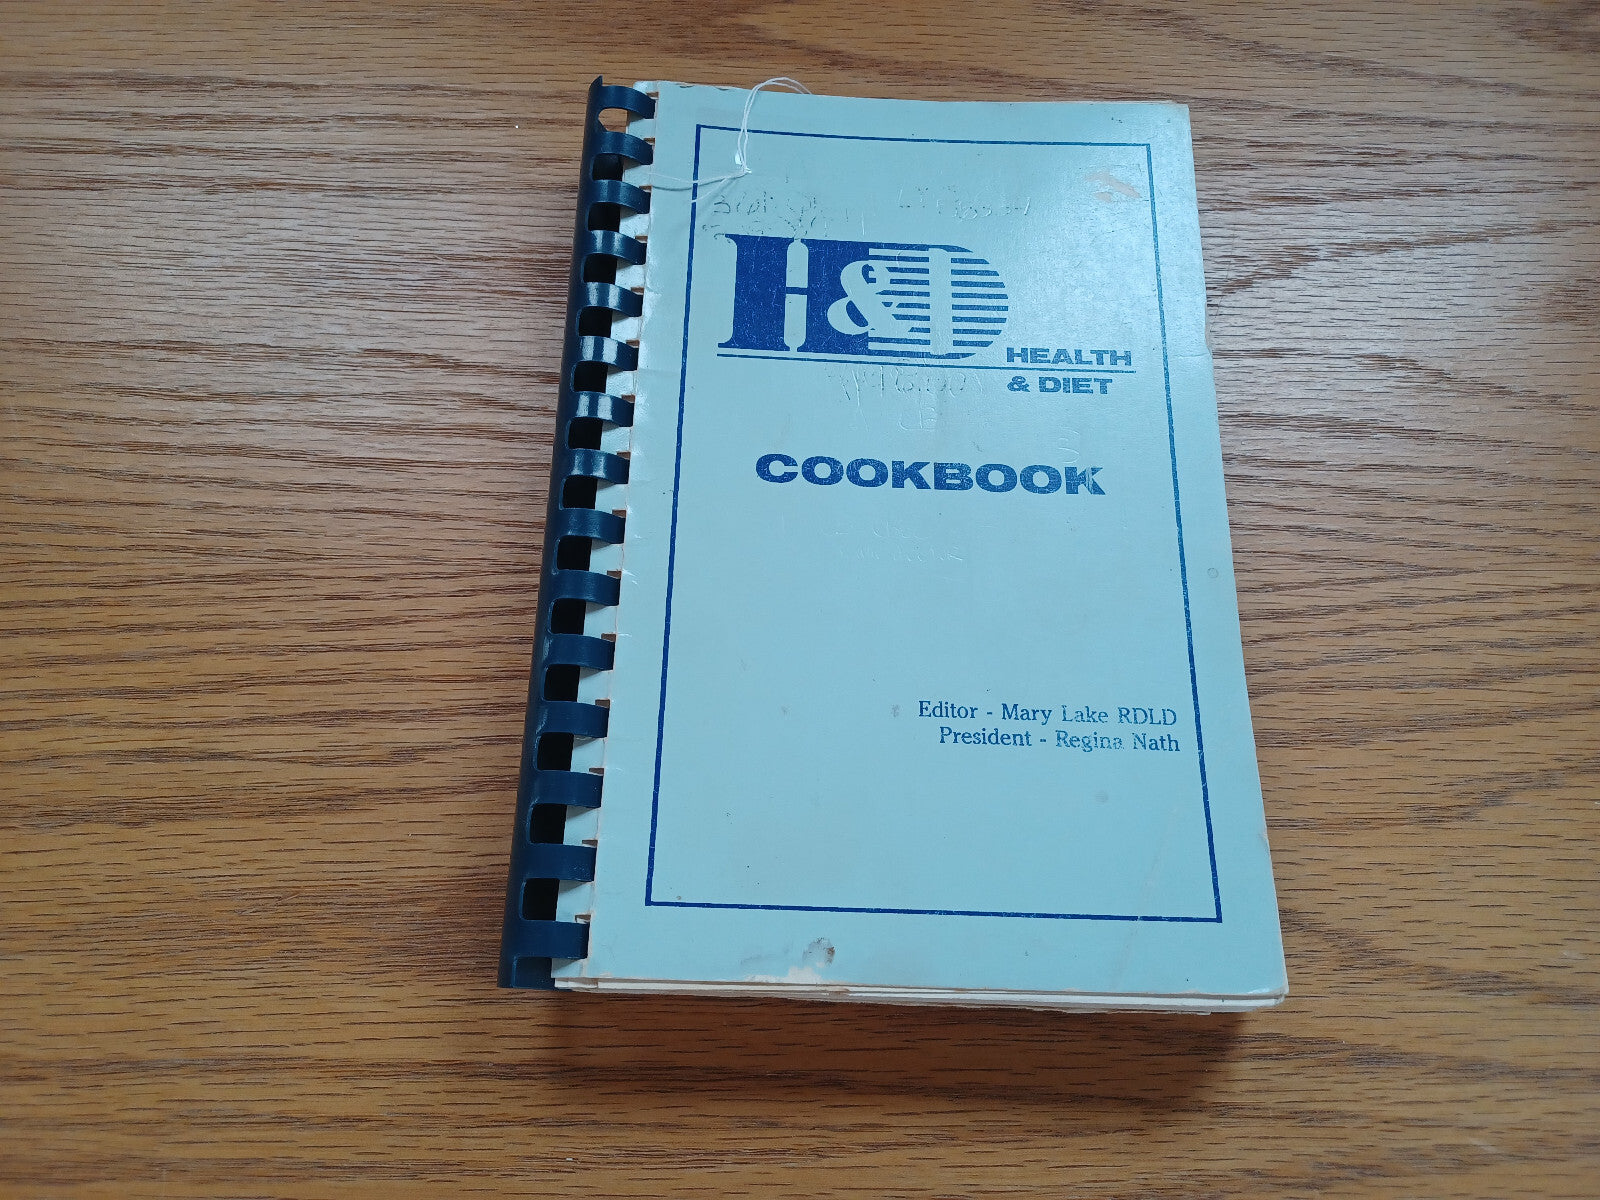 H&D
HEALTH
& DIET
COOKBOOK
Editor - Mary Lake RDLD
President - Regina Nath